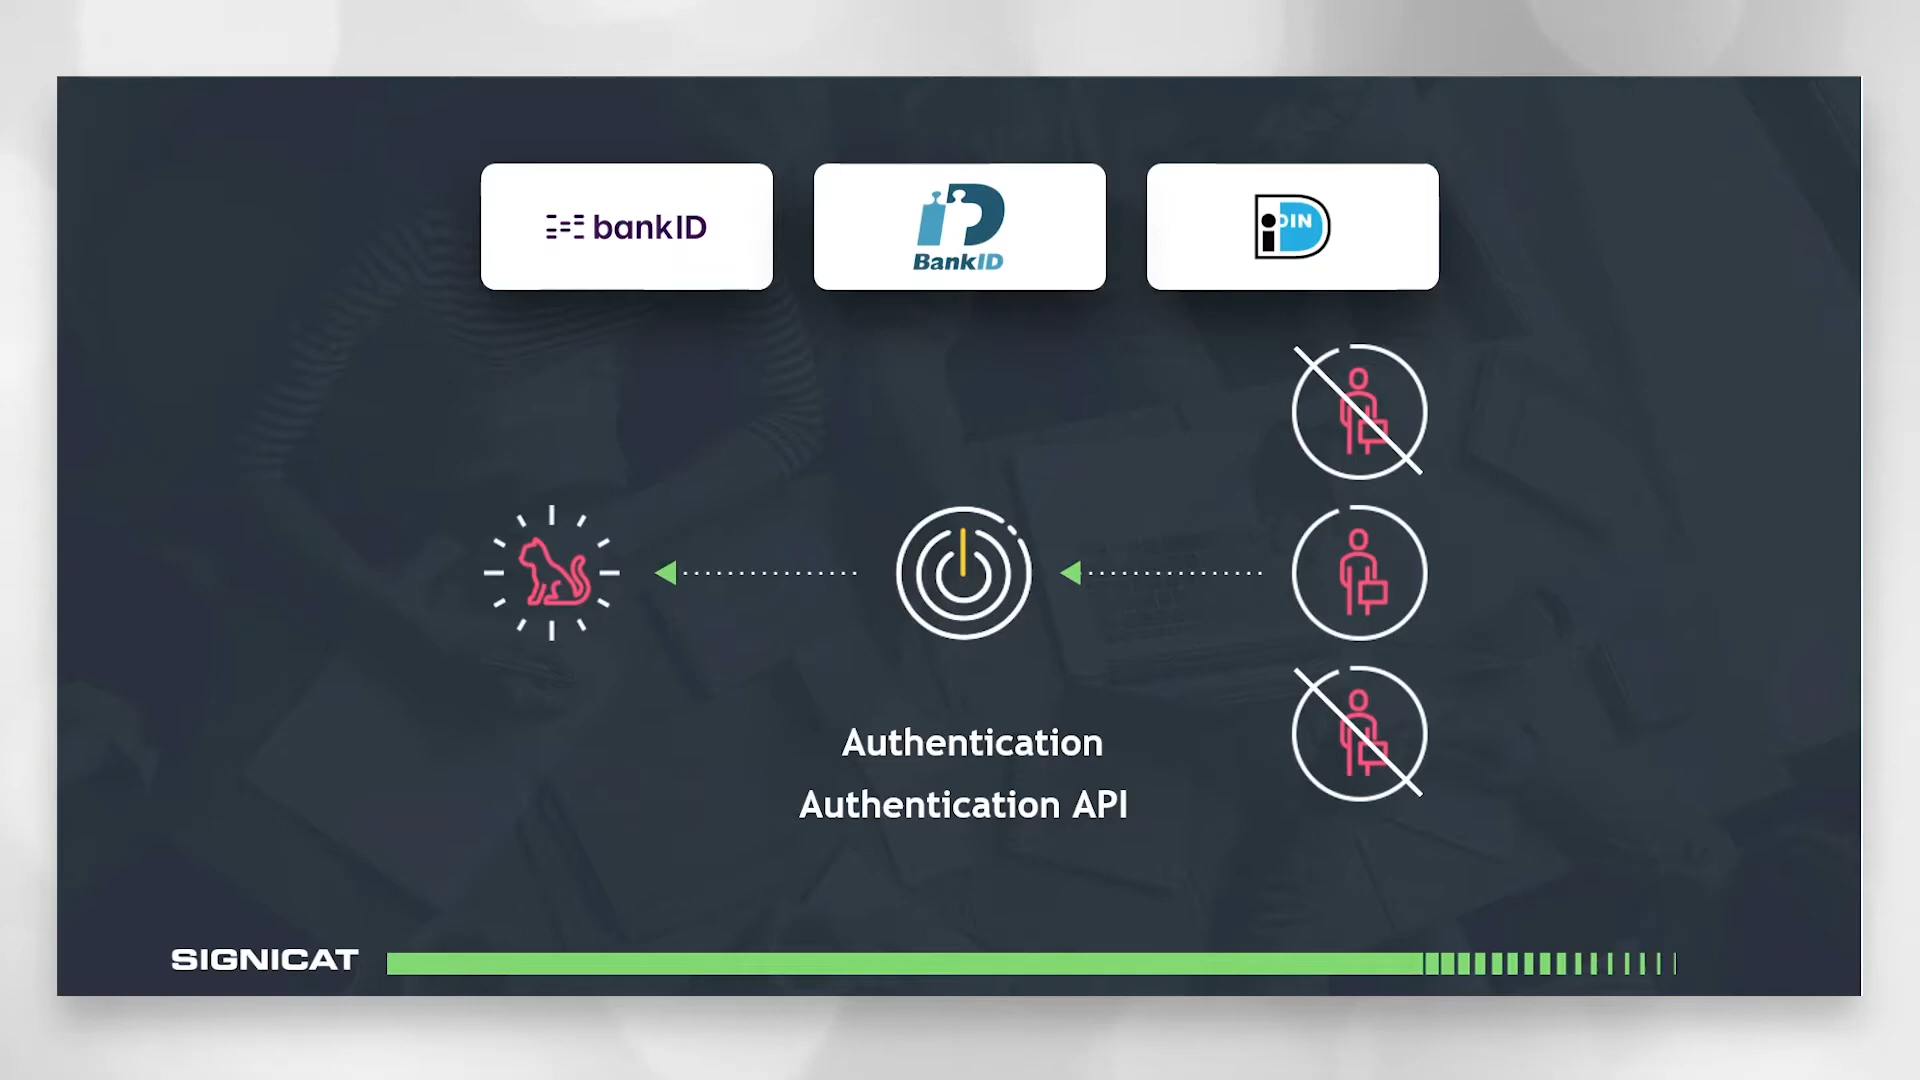 bankID
BankID
iDIN
Authentication
Authentication API
SIGNICAT